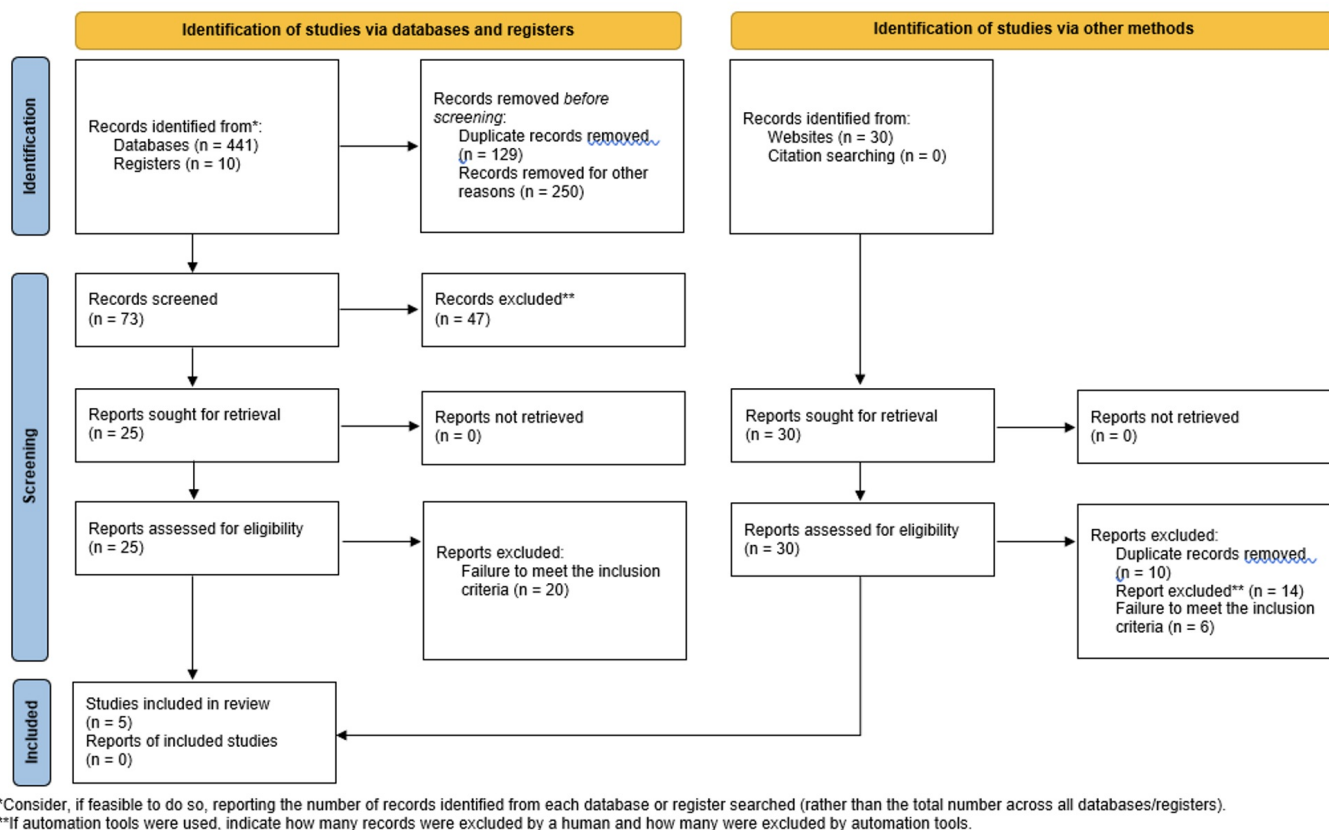 Identification of studies via databases and registers
Identification of studies via other methods
Identification
Records identified from*:
Databases (n = 441)
Registers (n = 10)
Records removed before
screening:
Duplicate records removed
(n = 129)
Records removed for other
reasons (n = 250)
Records identified from:
Websites (n = 30)
Citation searching (n = 0)
Screening
Records screened
(n = 73)
Records excluded**
(n = 47)
Reports sought for retrieval
(n = 25)
Reports not retrieved
(n = 0)
Reports sought for retrieval
(n = 30)
Reports not retrieved
(n = 0)
Reports assessed for eligibility
(n = 25)
Reports excluded:
Failure to meet the inclusion
criteria (n = 20)
Reports assessed for eligibility
(n = 30)
Reports excluded:
Duplicate records removed
(n = 10)
Report excluded** (n = 14)
Failure to meet the inclusion
criteria (n = 6)
Included
Studies included in review
(n = 5)
Reports of included studies
(n = 0)
*Consider, if feasible to do so, reporting the number of records identified from each database or register searched (rather than the total number across all databases/registers).
**If automation tools were used, indicate how many records were excluded by a human and how many were excluded by automation tools.